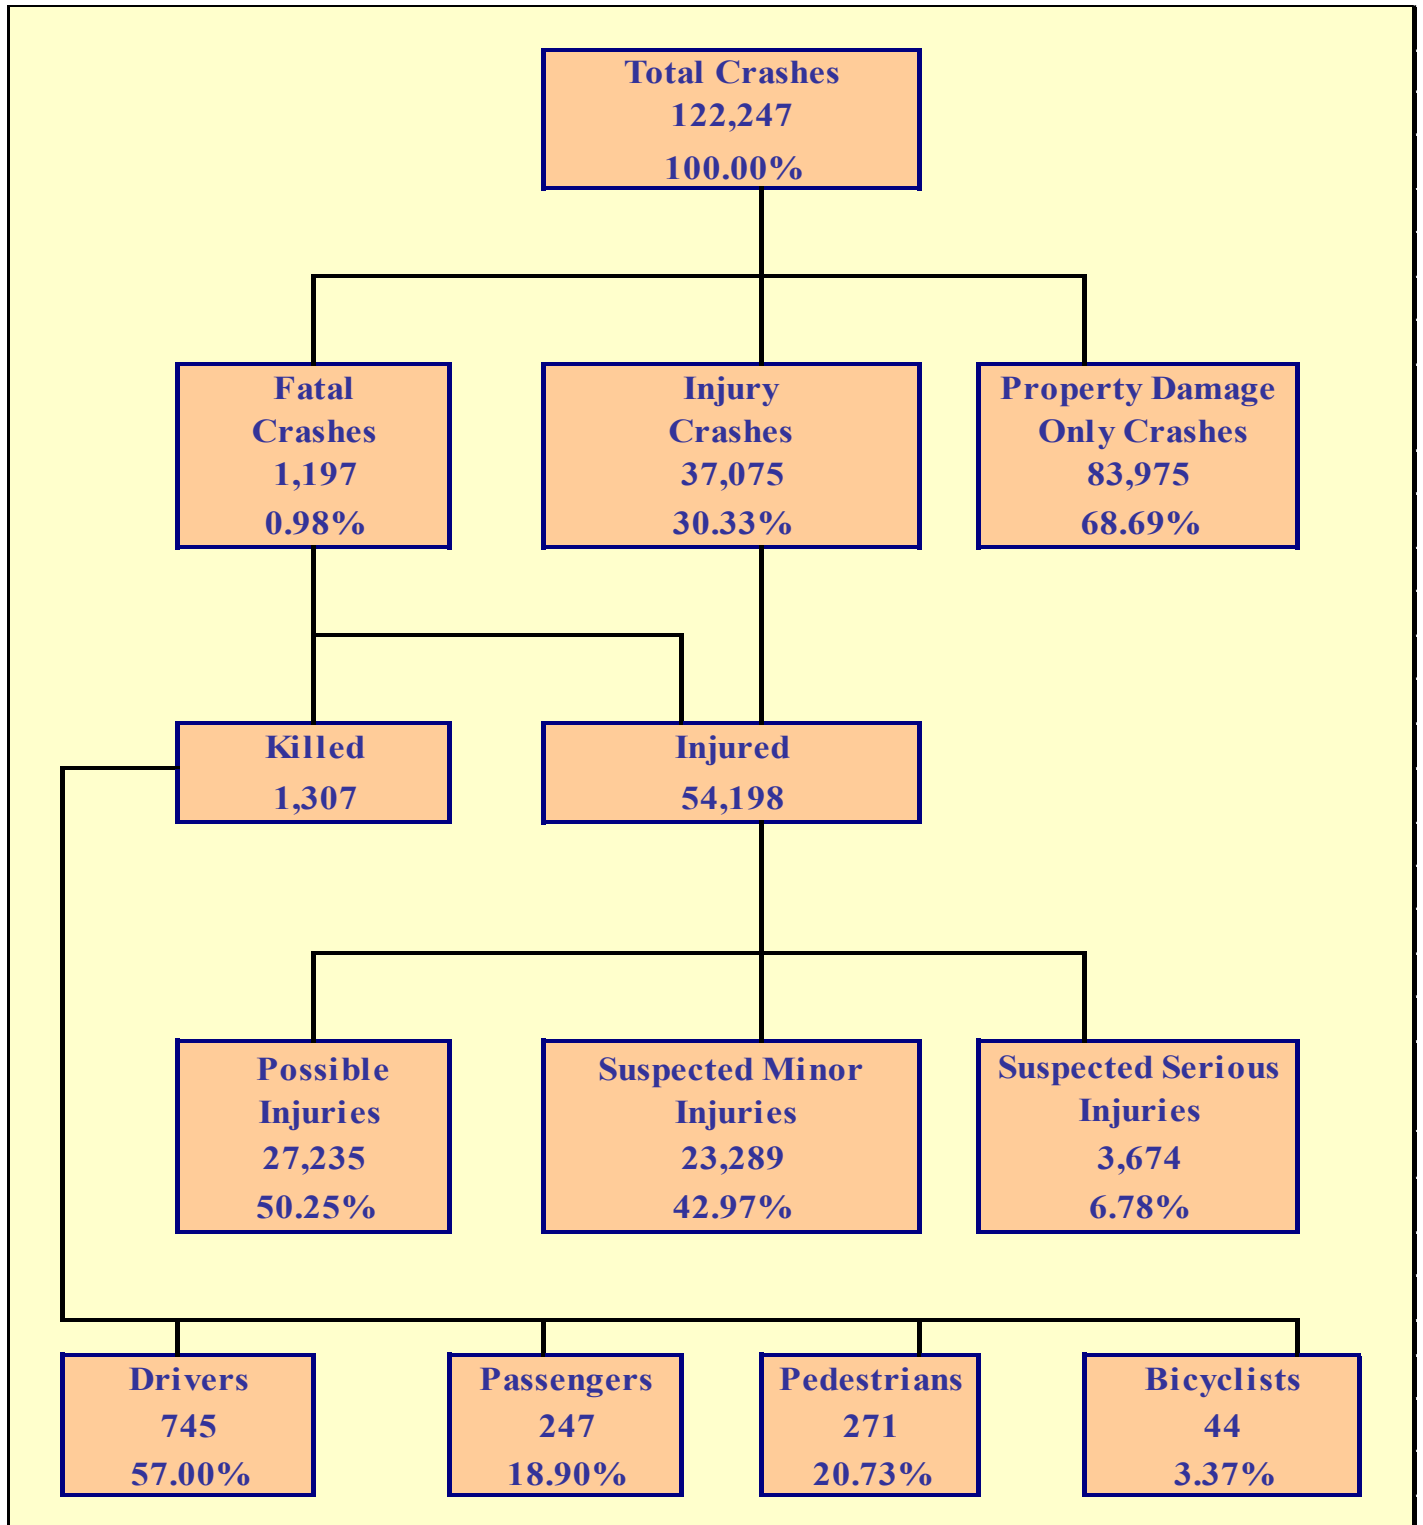 Total Crashes
122,247
100.00%
Fatal
Crashes
1,197
0.98%
Injury
Crashes
37,075
30.33%
Property Damage
Only Crashes
83,975
68.69%
Killed
1,307
Injured
54,198
Possible
Injuries
27,235
50.25%
Suspected Minor
Injuries
23,289
42.97%
Suspected Serious
Injuries
3,674
6.78%
Drivers
745
57.00%
Passengers
247
18.90%
Pedestrians
271
20.73%
Bicyclists
44
3.37%